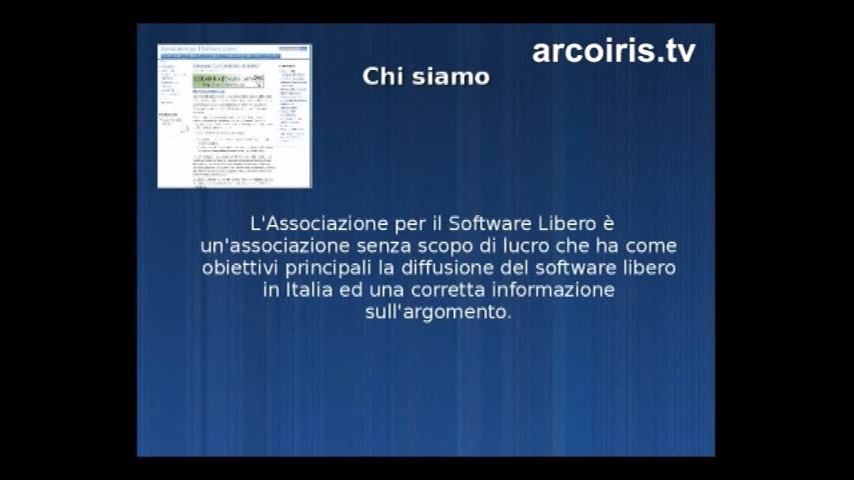 arcoiris.tv
Chi siamo
L'Associazione per il Software Libero è
un'associazione senza scopo di lucro che ha come
obiettivi principali la diffusione del software libero
in Italia ed una corretta informazione
sull'argomento.